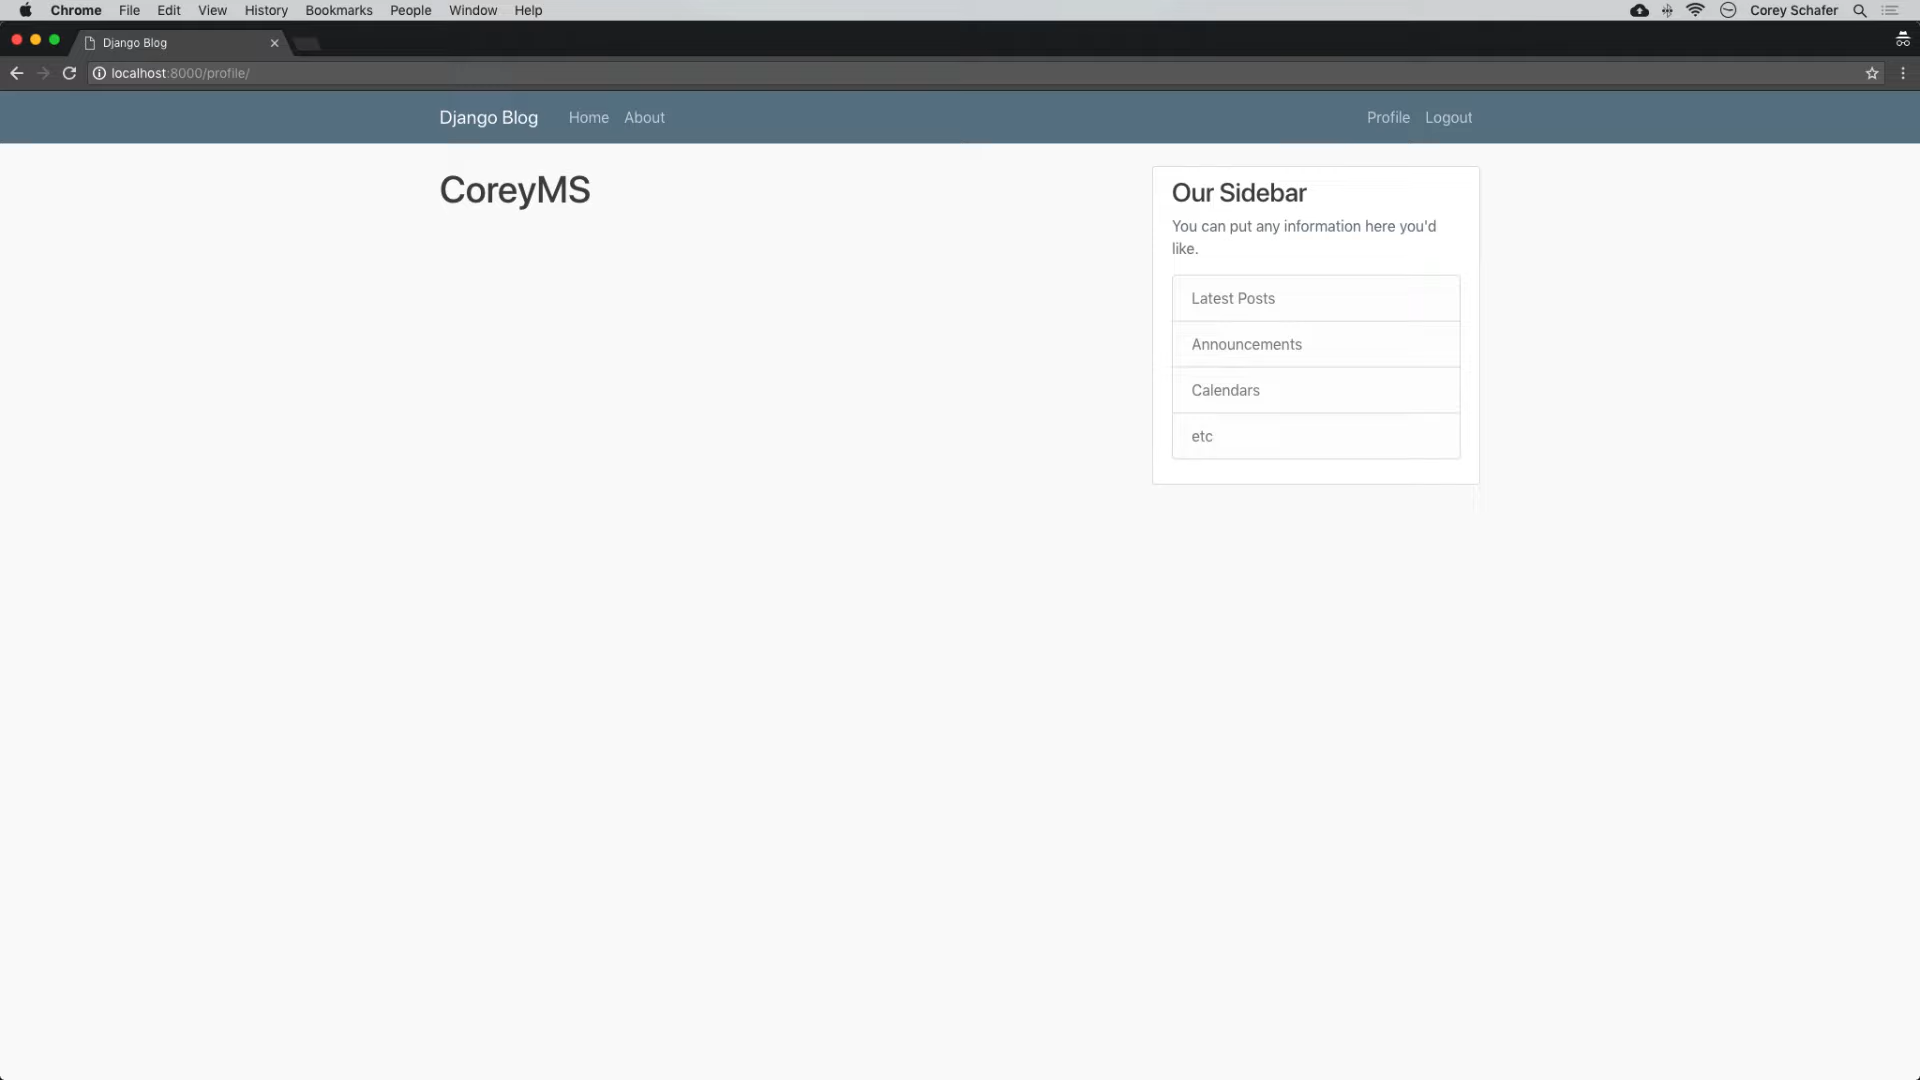 Chrome File Edit View History Bookmarks People Window Help Corey Schafer
Django Blog
localhost:8000/profile/
Django Blog Home About Profile Logout
CoreyMS
Our Sidebar
You can put any information here you'd
like.
Latest Posts
Announcements
Calendars
etc